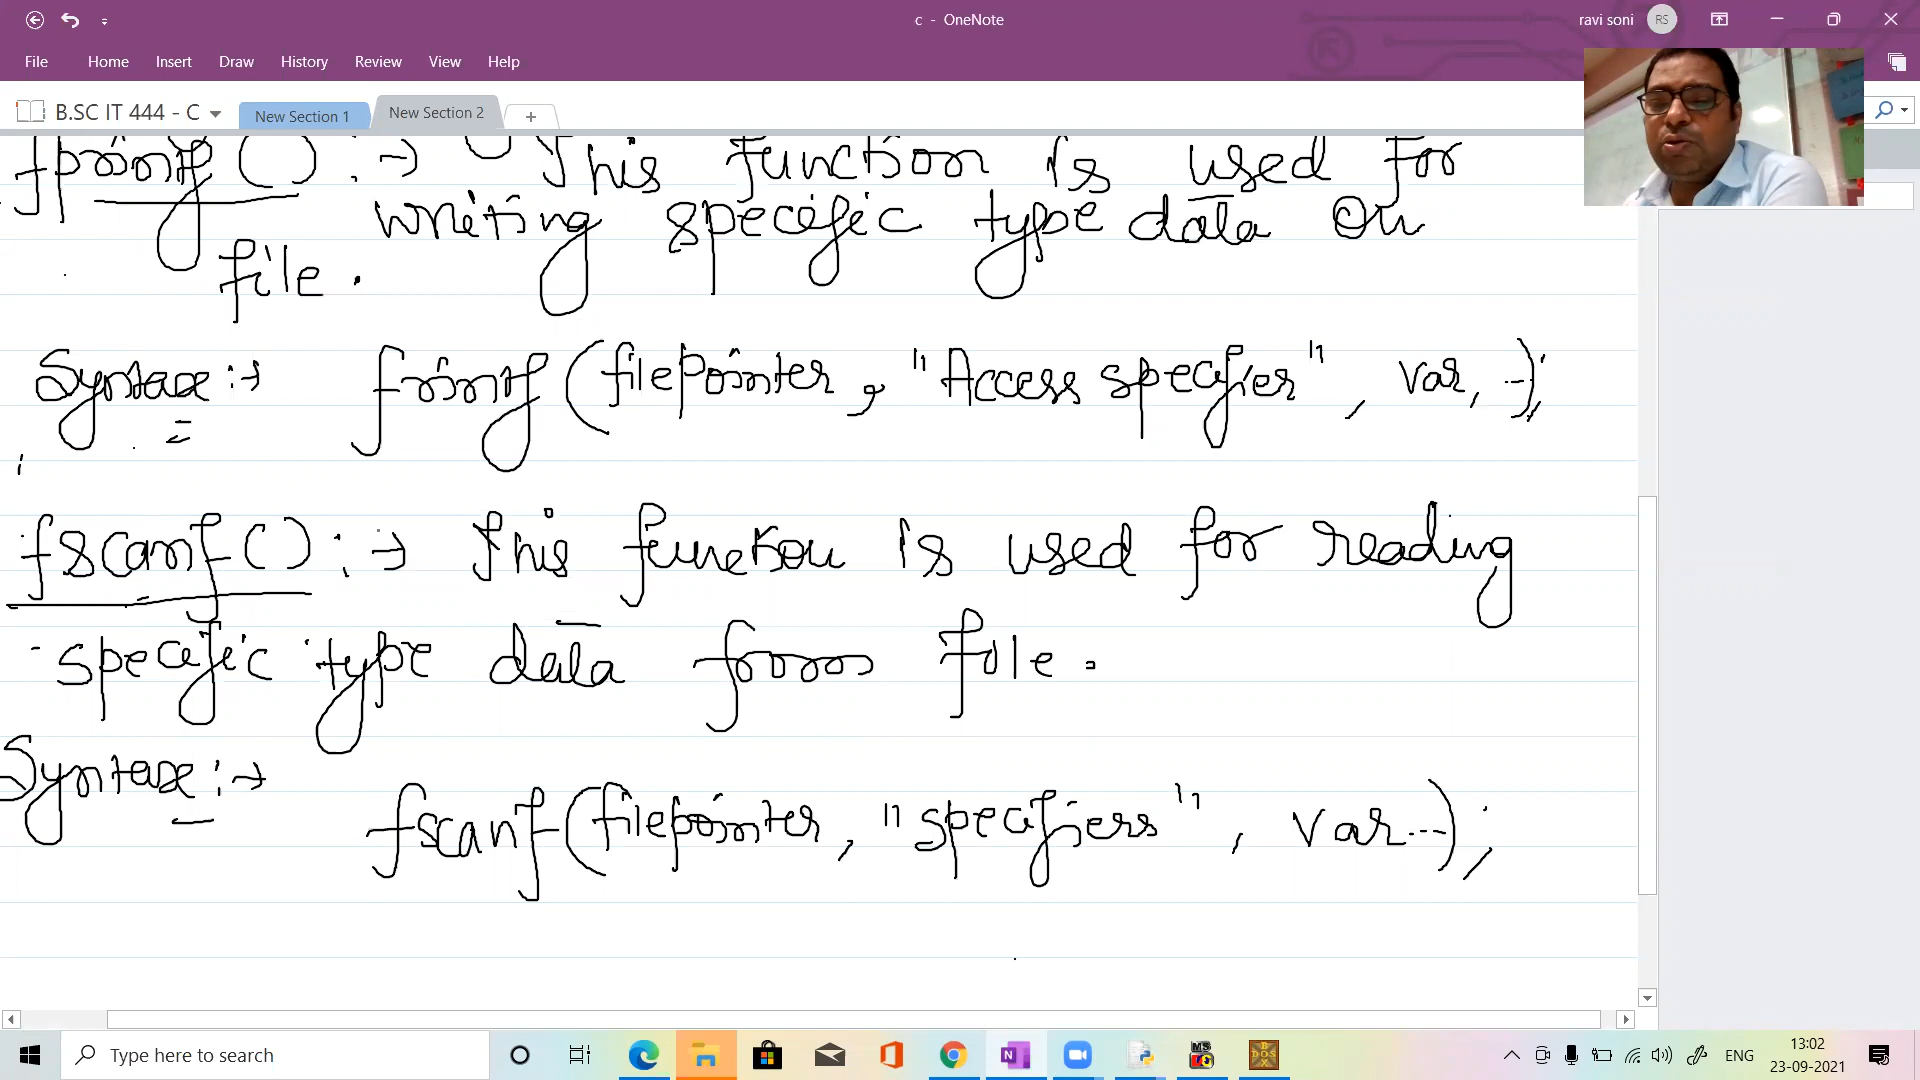 c - OneNote
ravi soni RS
File Home Insert Draw History Review View Help
B.SC IT 444 - C New Section 1 New Section 2 +
fprintf() :→ This function is used for
writing specific type data on
file.
Syntax :→ frintf(filepointer, "Access specifier", var, --);
fscanf() :→ This function is used for reading
specific type data from file.
Syntax :→
fscanf(filepointer, "specifiers", var---);
Type here to search
ENG
13:02
23-09-2021